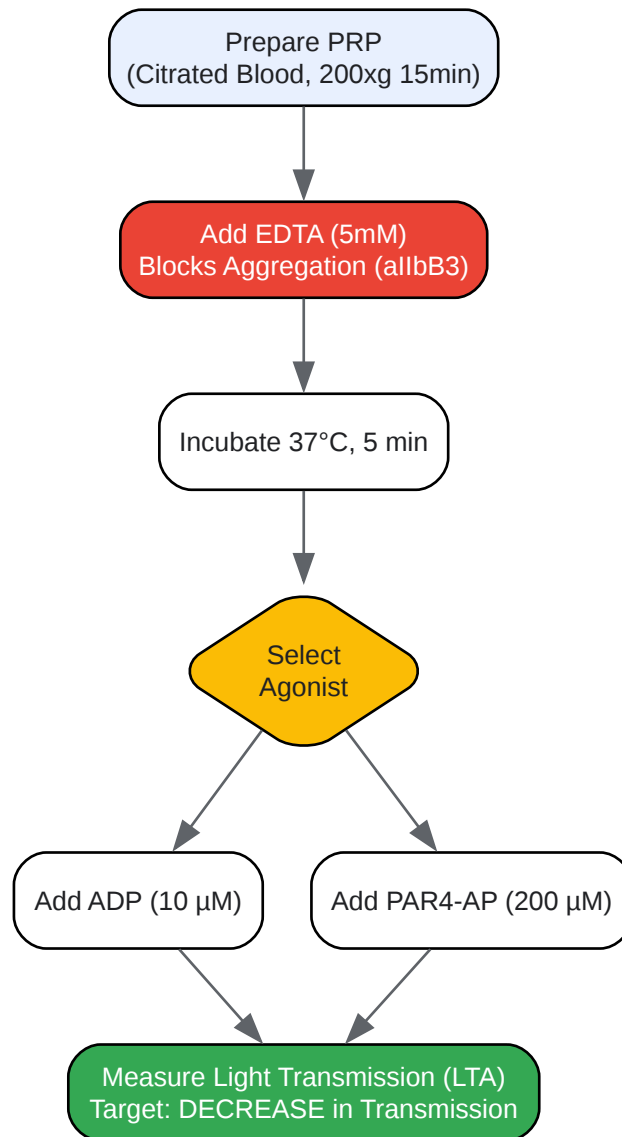 Prepare PRP
(Citrated Blood, 200xg 15min)
Add EDTA (5mM)
Blocks Aggregation (aIIbB3)
Incubate 37°C, 5 min
Select
Agonist
Add ADP (10 µM)
Add PAR4-AP (200 µM)
Measure Light Transmission (LTA)
Target: DECREASE in Transmission